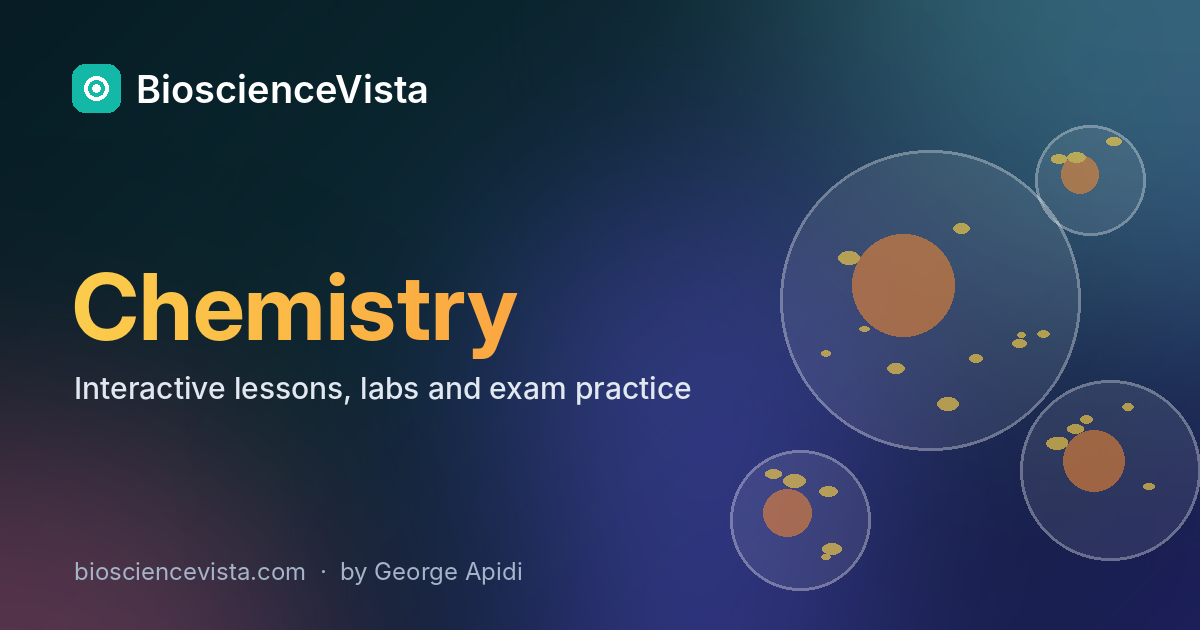 BioscienceVista
Chemistry
Interactive lessons, labs and exam practice
biosciencevista.com · by George Apidi